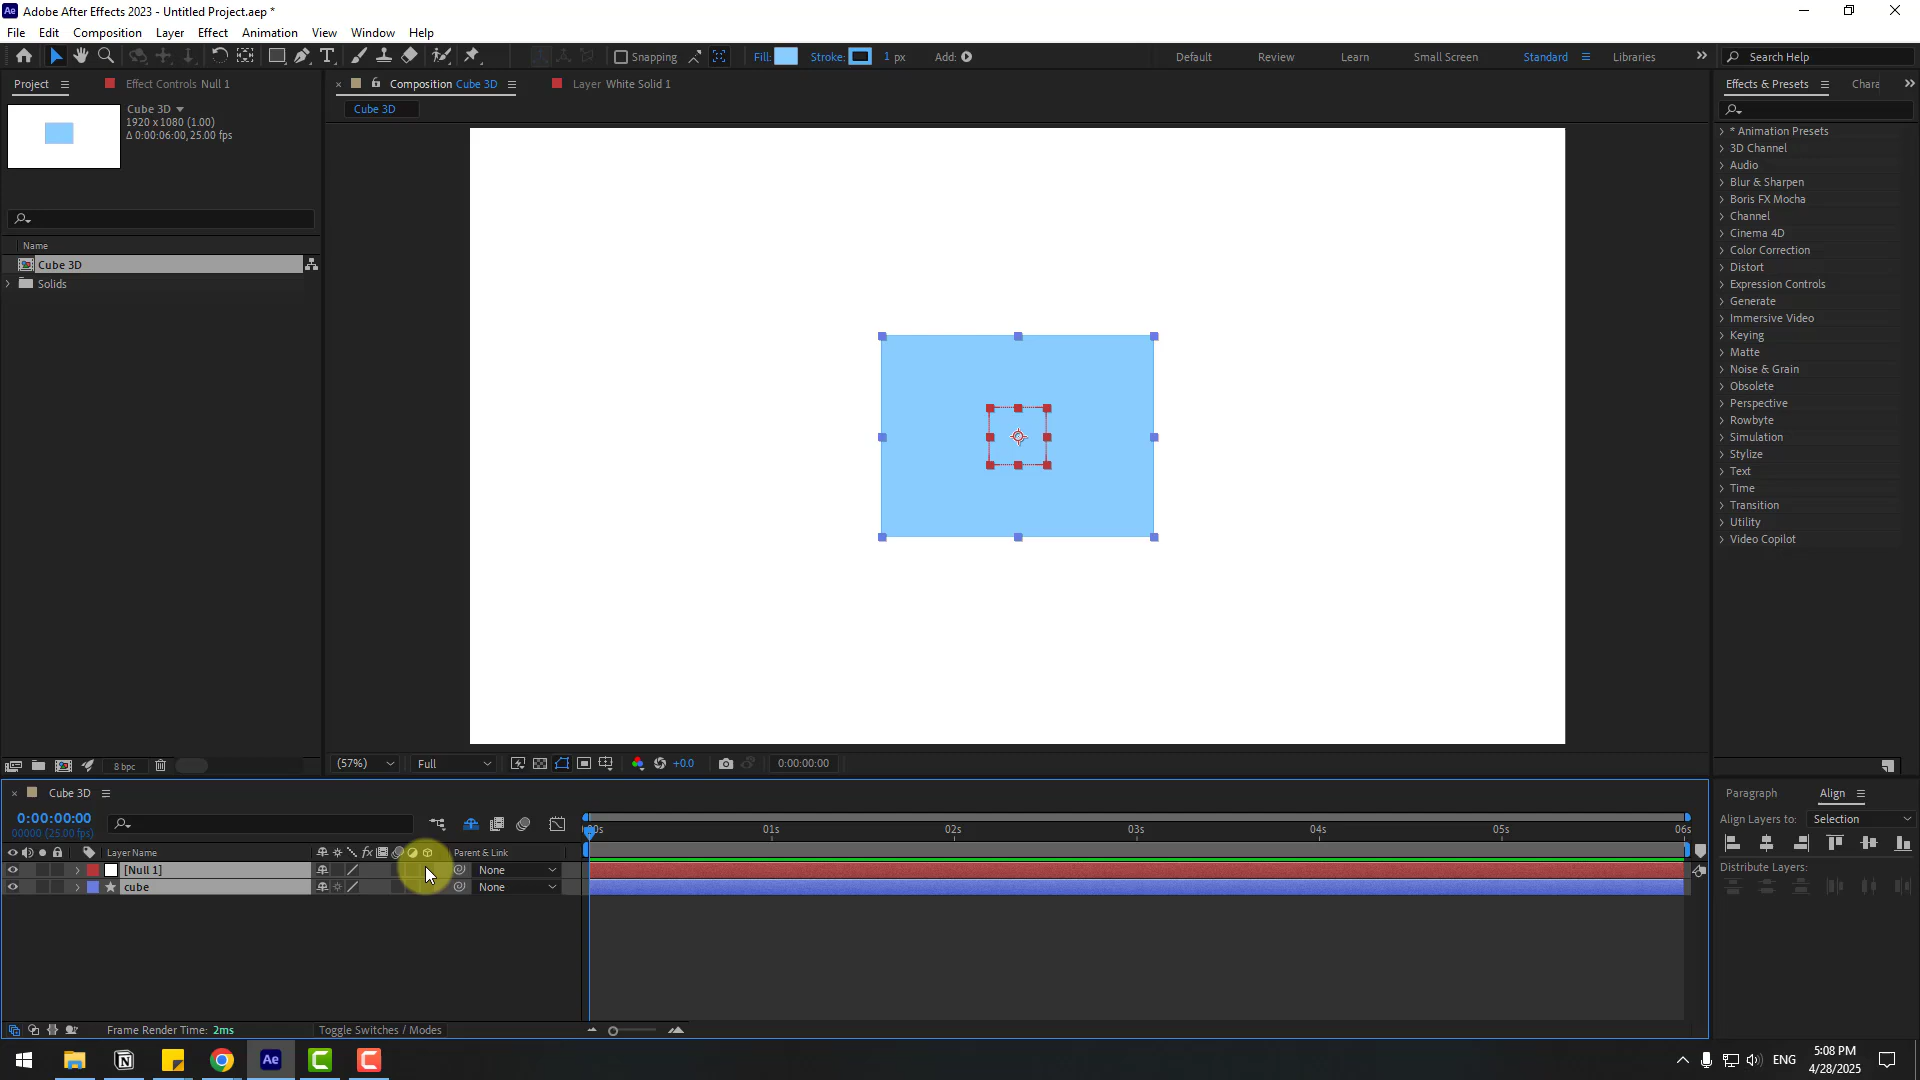 Adobe After Effects 2023 - Untitled Project.aep *
File Edit Composition Layer Effect Animation View Window Help
Snapping Fill: Stroke: 1 px Add: Default Review Learn Small Screen Standard Libraries Search Help
Project Effect Controls Null 1 Composition Cube 3D Layer White Solid 1 Effects & Presets
Cube 3D
1920 x 1080 (1.00)
Δ 0:00:06:00, 25.00 fps
Cube 3D
Name
Cube 3D
Solids
* Animation Presets
3D Channel
Audio
Blur & Sharpen
Boris FX Mocha
Channel
Cinema 4D
Color Correction
Distort
Expression Controls
Generate
Immersive Video
Keying
Matte
Noise & Grain
Obsolete
Perspective
Rowbyte
Simulation
Stylize
Text
Time
Transition
Utility
Video Copilot
8 bpc (57%) Full +0.0 0:00:00:00
Cube 3D
0:00:00:00
00000 (25.00 fps)
01s 02s 03s 04s 05s 06s
Layer Name fx Parent & Link
[Null 1] None
cube None
Frame Render Time: 2ms Toggle Switches / Modes
Paragraph Align
Align Layers to: Selection
Distribute Layers:
Ae ENG 5:08 PM
4/28/2025